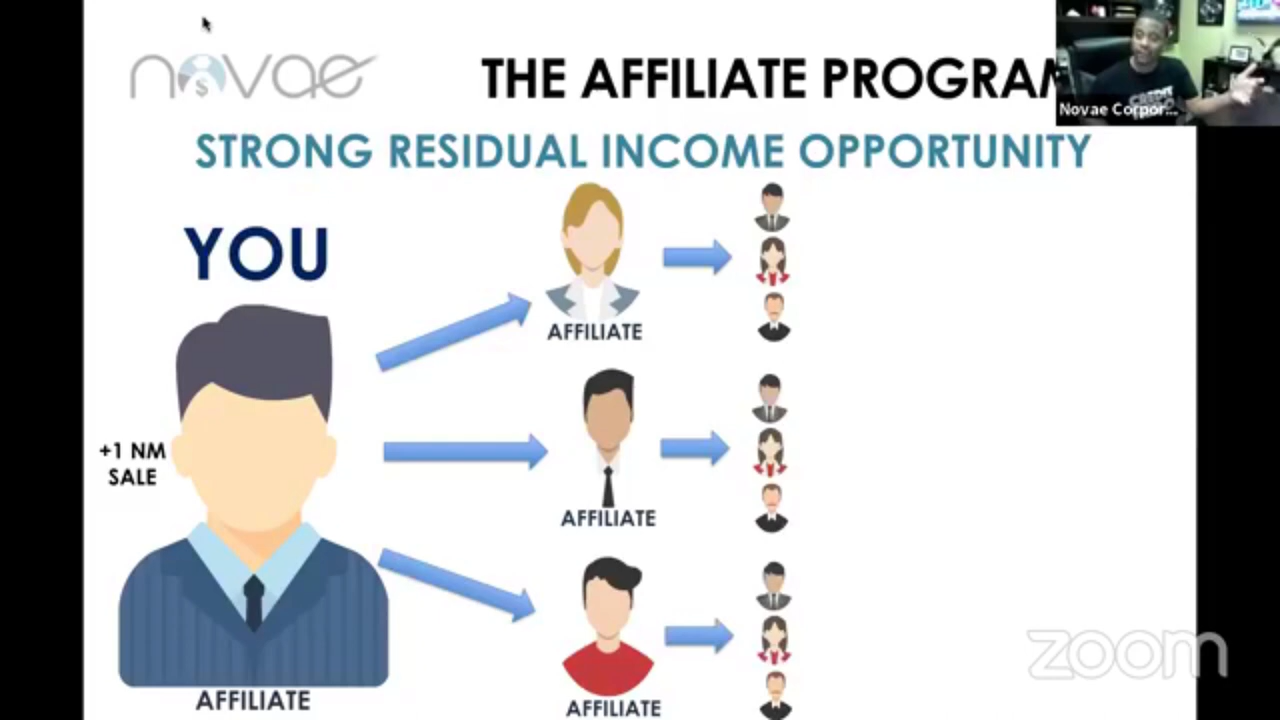 novae
$
THE AFFILIATE PROGRAM
STRONG RESIDUAL INCOME OPPORTUNITY
YOU
+1 NM
SALE
AFFILIATE
AFFILIATE
AFFILIATE
AFFILIATE
Novae Corpor...
CREDIT
zoom